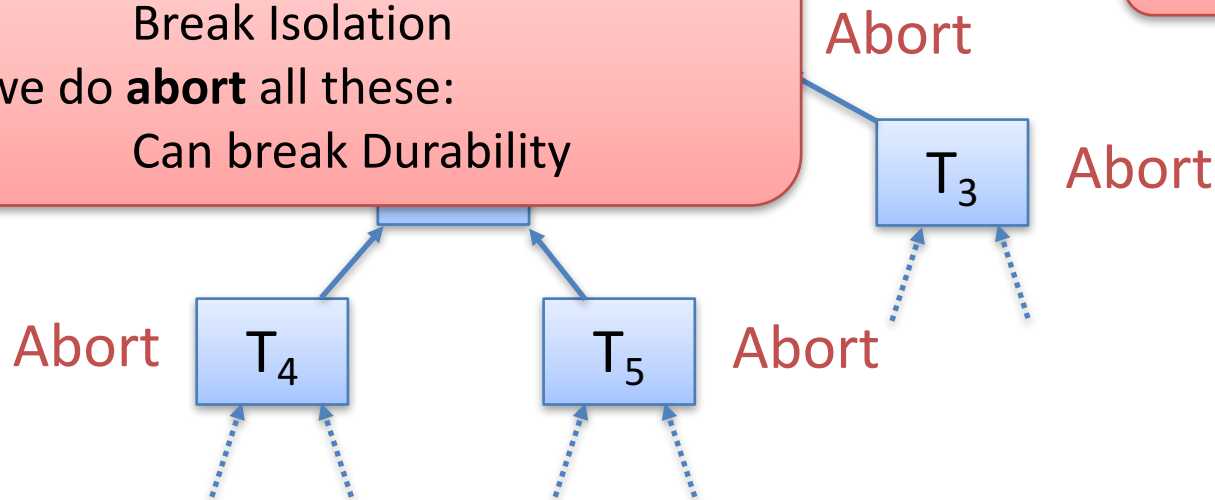 Break Isolation
Abort
we do abort all these:
Can break Durability
T3
Abort
Abort
T4
T5
Abort